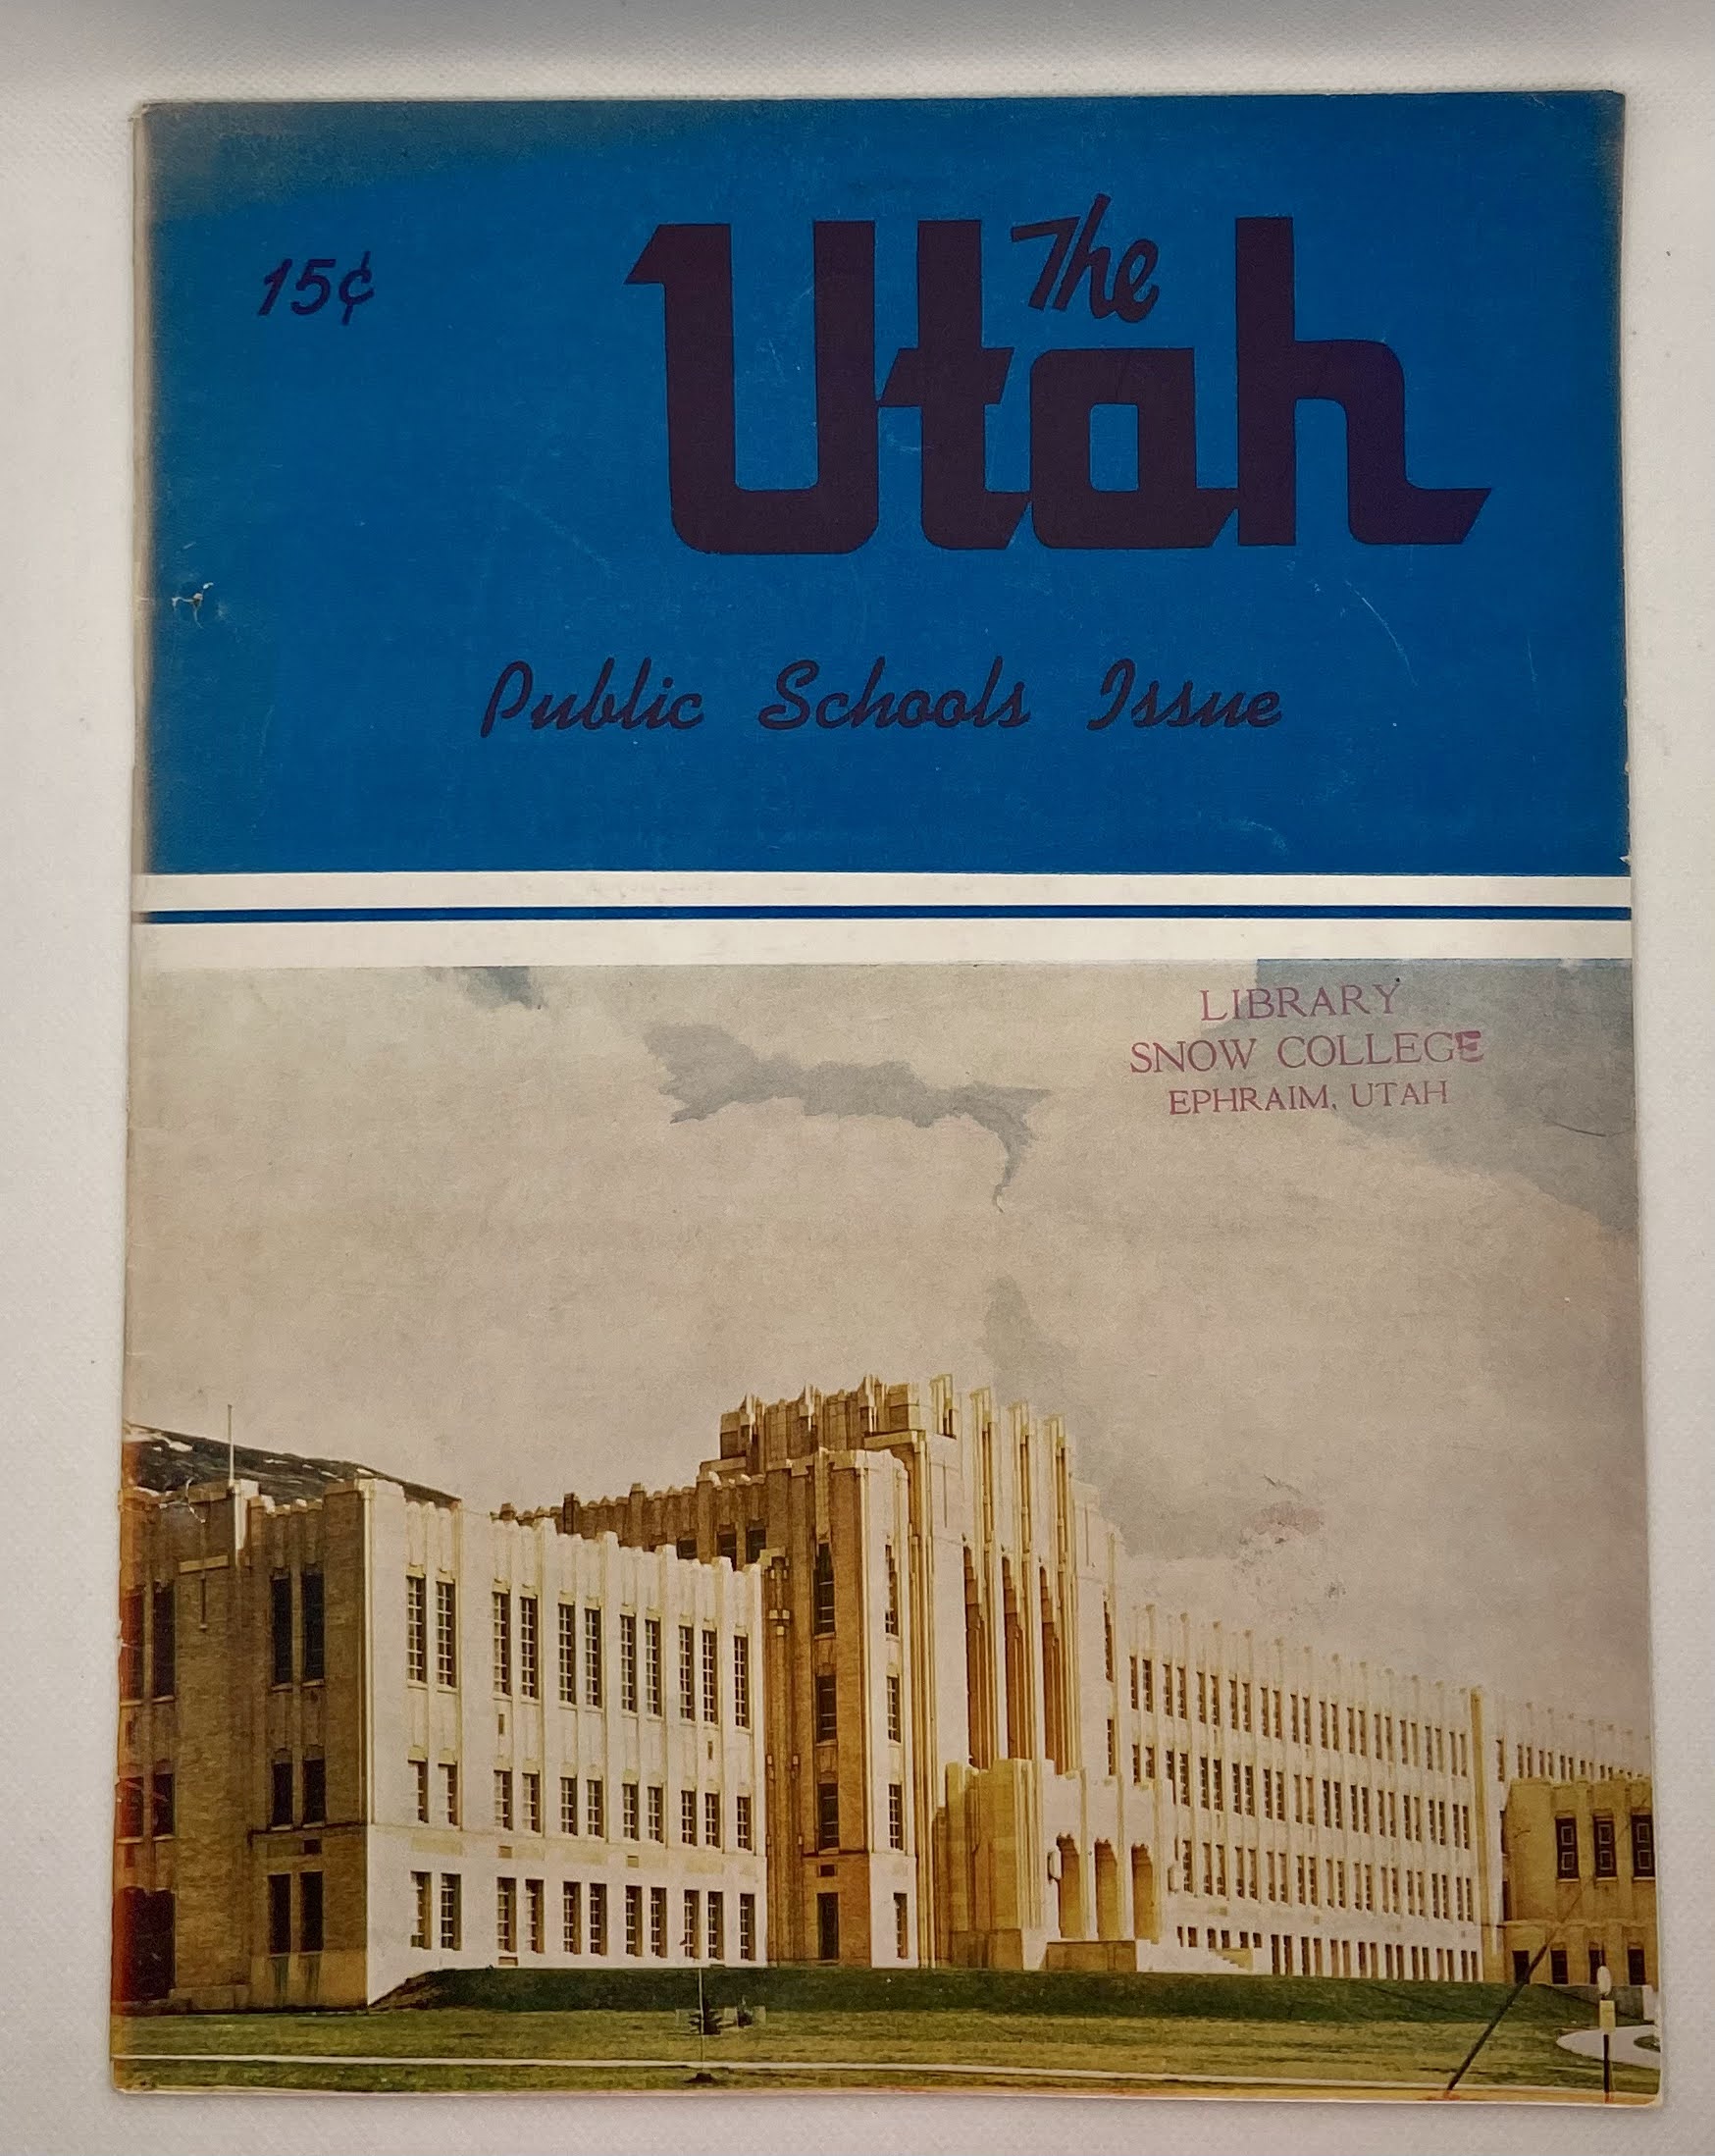 15¢
The
Utah
Public Schools Issue
LIBRARY
SNOW COLLEGE
EPHRAIM, UTAH